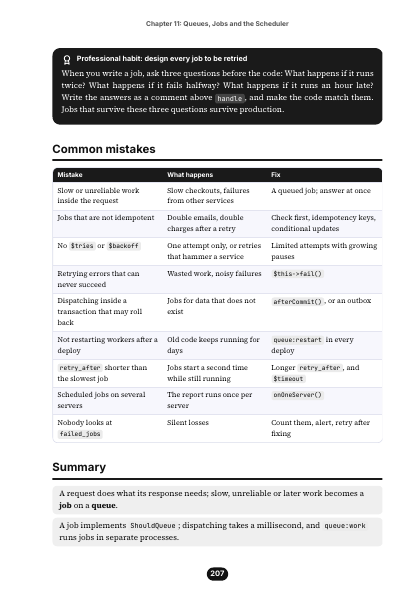 Chapter 11: Queues, Jobs and the Scheduler
Professional habit: design every job to be retried
When you write a job, ask three questions before the code: What happens if it runs
twice? What happens if it fails halfway? What happens if it runs an hour late?
Write the answers as a comment above handle, and make the code match them.
Jobs that survive these three questions survive production.
Common mistakes
Mistake What happens Fix
Slow or unreliable work Slow checkouts, failures A queued job; answer at once
inside the request from other services
Jobs that are not idempotent Double emails, double Check first, idempotency keys,
charges after a retry conditional updates
No $tries or $backoff One attempt only, or retries Limited attempts with growing
that hammer a service pauses
Retrying errors that can Wasted work, noisy failures $this->fail()
never succeed
Dispatching inside a Jobs for data that does not afterCommit(), or an outbox
transaction that may roll exist
back
Not restarting workers after a Old code keeps running for queue:restart in every
deploy days deploy
retry_after shorter than Jobs start a second time Longer retry_after, and
the slowest job while still running $timeout
Scheduled jobs on several The report runs once per onOneServer()
servers server
Nobody looks at Silent losses Count them, alert, retry after
failed_jobs fixing
Summary
A request does what its response needs; slow, unreliable or later work becomes a
job on a queue.
A job implements ShouldQueue; dispatching takes a millisecond, and queue:work
runs jobs in separate processes.
207